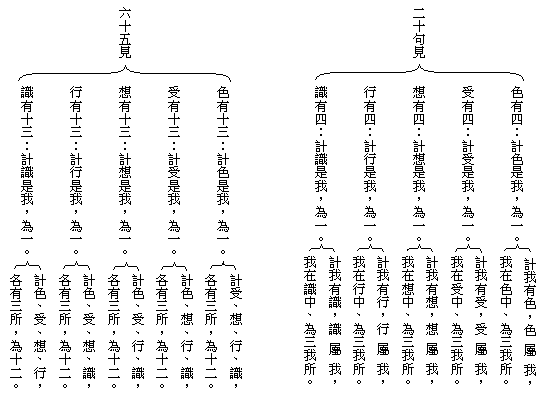 二十句見
色有四：計色是我，為一。
計我有色，色屬我，
我在色中、為三我所。
受有四：計受是我，為一。
計我有受，受屬我，
我在受中、為三我所。
想有四：計想是我，為一。
計我有想，想屬我，
我在想中、為三我所。
行有四：計行是我，為一。
計我有行，行屬我，
我在行中、為三我所。
識有四：計識是我，為一。
計我有識，識屬我，
我在識中、為三我所。
六十五見
色有十三：計色是我，為一。
計受、想、行、識，
各有三所，為十二。
受有十三：計受是我，為一。
計色、想、行、識，
各有三所，為十二。
想有十三：計想是我，為一。
計色、受、行、識，
各有三所，為十二。
行有十三：計行是我，為一。
計色、受、想、識，
各有三所，為十二。
識有十三：計識是我，為一。
計色、受、想、行，
各有三所，為十二。